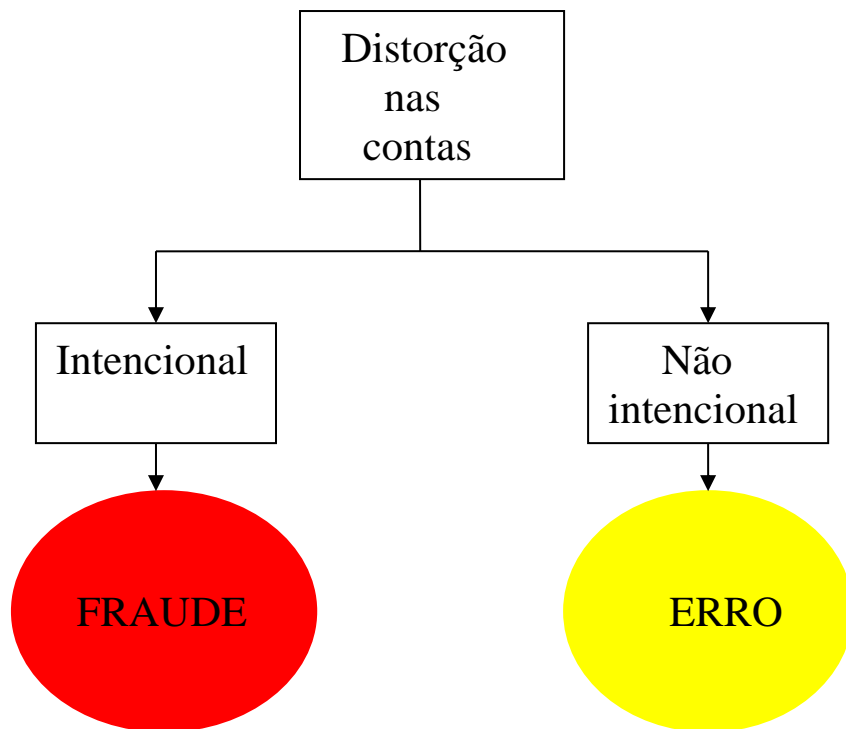 Distorção
nas
contas
Intencional
Não
intencional
FRAUDE
ERRO